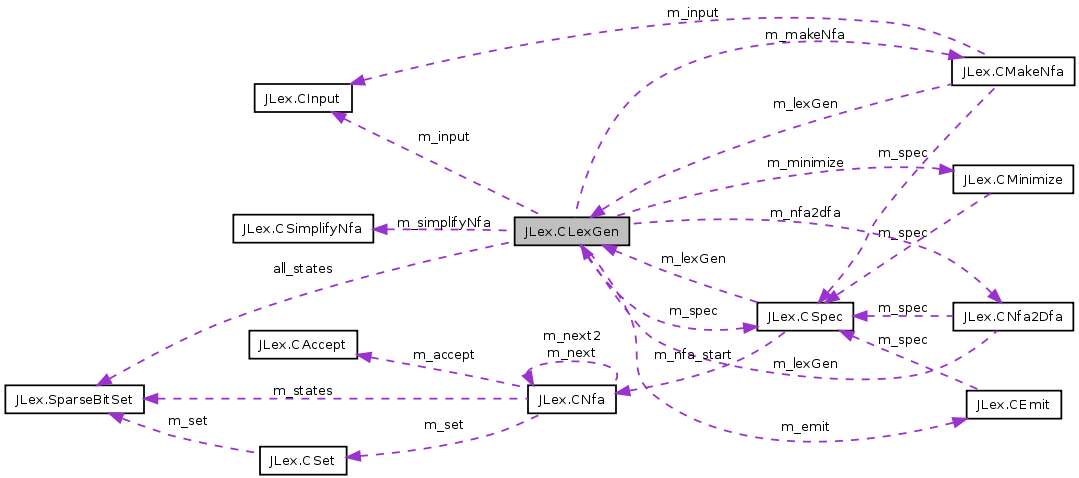 m_input
m_makeNfa
JLex.CMakeNfa
JLex.CInput
m_lexGen
m_input
m_spec
m_minimize
JLex.CMinimize
m_nfa2dfa
JLex.CSimplifyNfa
m_simplifyNfa
JLex.CLexGen
m_spec
m_lexGen
all_states
m_spec
m_spec
JLex.CSpec
JLex.CNfa2Dfa
m_next2
m_next
m_spec
JLex.CAccept
m_accept
m_nfa_start
m_lexGen
m_states
JLex.SparseBitSet
JLex.CNfa
JLex.CEmit
m_set
m_set
m_emit
JLex.CSet